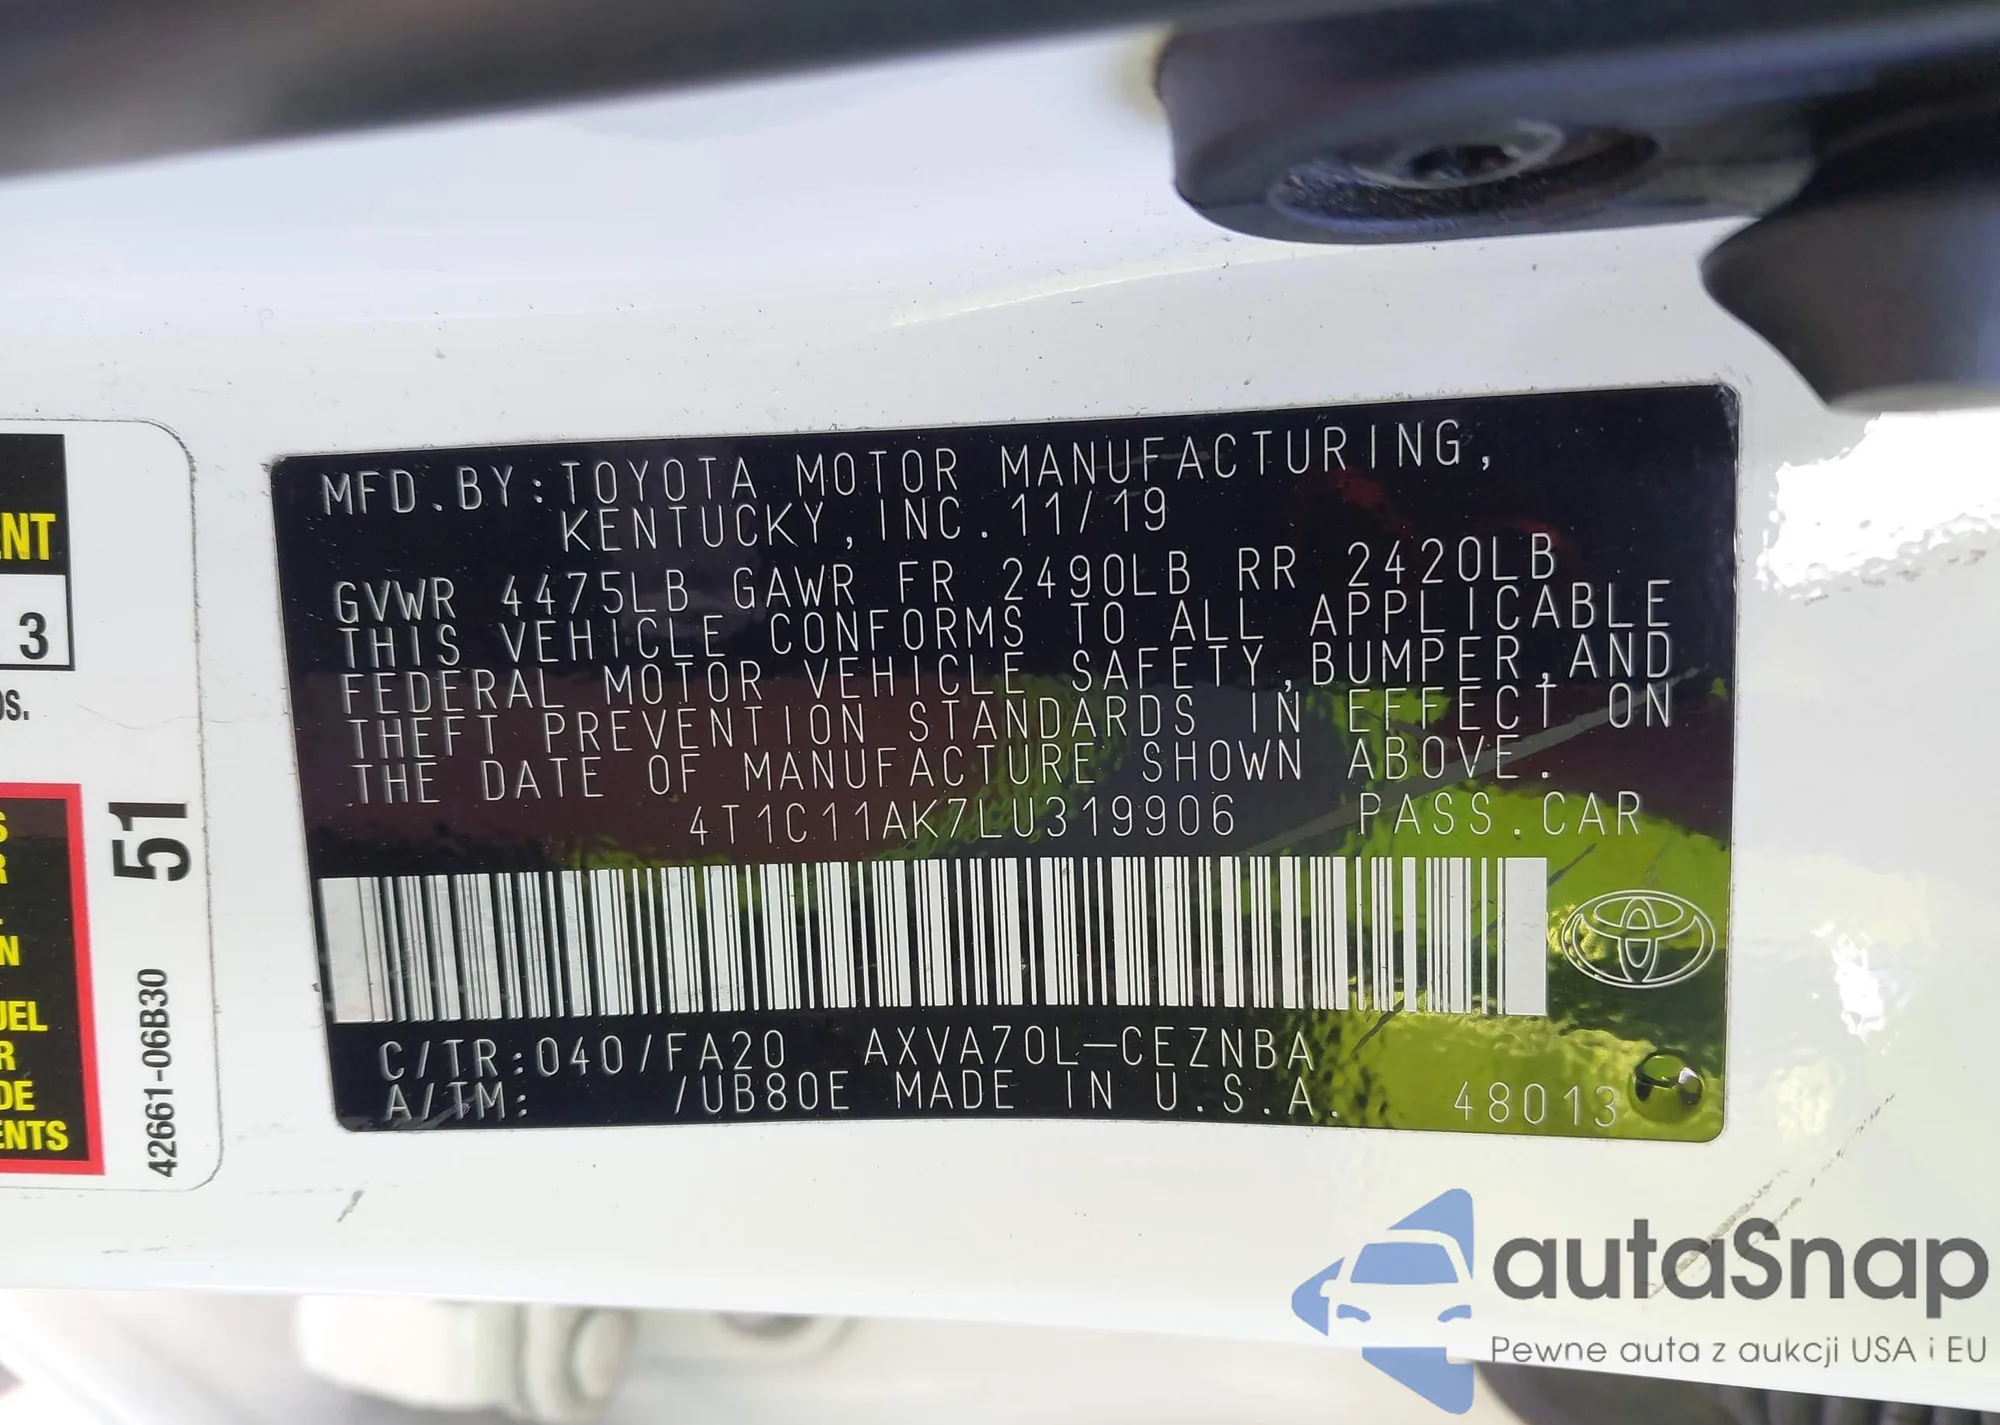 MFD.BY:TOYOTA MOTOR MANUFACTURING,
KENTUCKY,INC.11/19
GVWR 4475LB GAWR FR 2490LB RR 2420LB
THIS VEHICLE CONFORMS TO ALL APPLICABLE
FEDERAL MOTOR VEHICLE SAFETY,BUMPER,AND
THEFT PREVENTION STANDARDS IN EFFECT ON
THE DATE OF MANUFACTURE SHOWN ABOVE.
4T1C11AK7LU319906 PASS.CAR
C/TR:040/FA20 AXVA70L-CEZNBA
A/TM: /UB80E MADE IN U.S.A. 48013
3
51
42661-06B30
autaSnap
Pewne auta z aukcji USA i EU